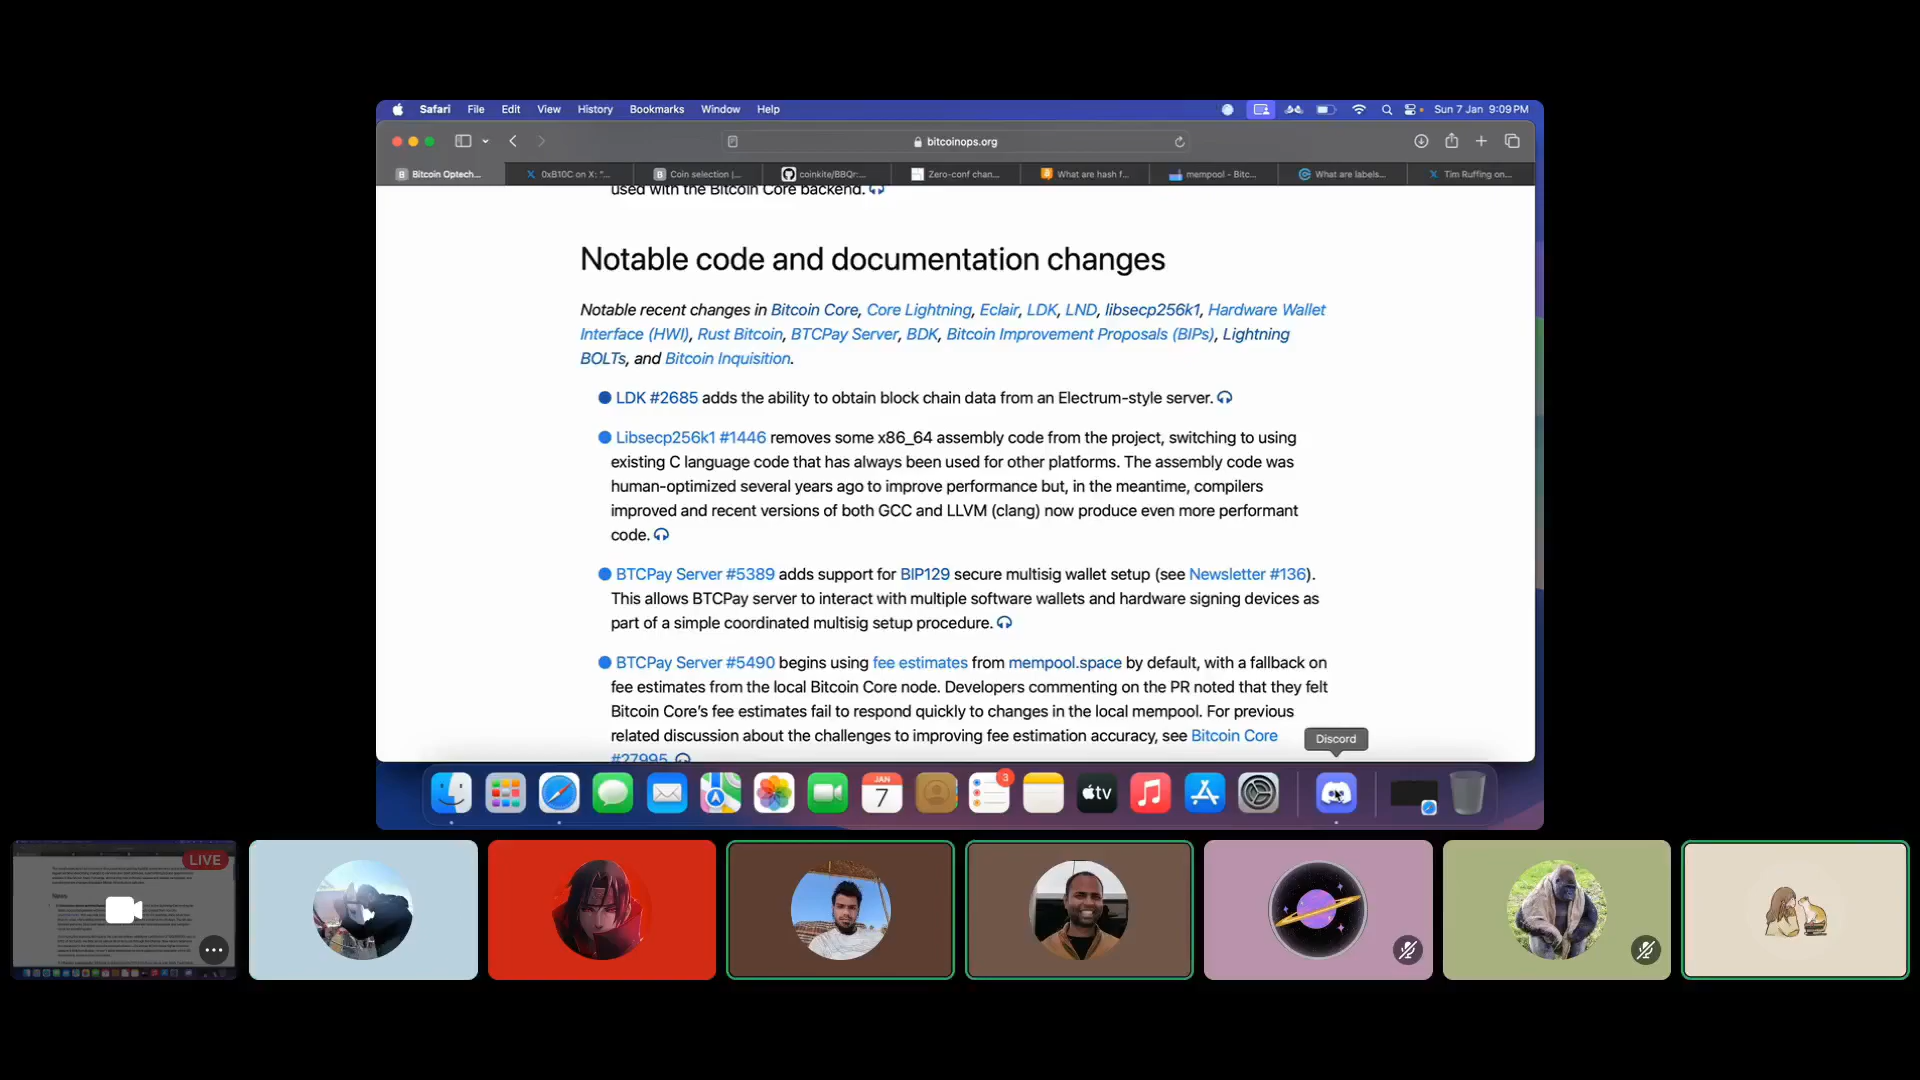 Safari File Edit View History Bookmarks Window Help Sun 7 Jan 9:09 PM
bitcoinops.org
Bitcoin Optech... 0xB10C on X: "... Coin selection |... coinkite/BBQr:... Zero-conf chan... What are hash f... mempool - Bitc... What are labels... Tim Ruffing on...
used with the Bitcoin Core backend.
Notable code and documentation changes
Notable recent changes in Bitcoin Core, Core Lightning, Eclair, LDK, LND, libsecp256k1, Hardware Wallet
Interface (HWI), Rust Bitcoin, BTCPay Server, BDK, Bitcoin Improvement Proposals (BIPs), Lightning
BOLTs, and Bitcoin Inquisition.
LDK #2685 adds the ability to obtain block chain data from an Electrum-style server.
Libsecp256k1 #1446 removes some x86_64 assembly code from the project, switching to using
existing C language code that has always been used for other platforms. The assembly code was
human-optimized several years ago to improve performance but, in the meantime, compilers
improved and recent versions of both GCC and LLVM (clang) now produce even more performant
code.
BTCPay Server #5389 adds support for BIP129 secure multisig wallet setup (see Newsletter #136).
This allows BTCPay server to interact with multiple software wallets and hardware signing devices as
part of a simple coordinated multisig setup procedure.
BTCPay Server #5490 begins using fee estimates from mempool.space by default, with a fallback on
fee estimates from the local Bitcoin Core node. Developers commenting on the PR noted that they felt
Bitcoin Core's fee estimates fail to respond quickly to changes in the local mempool. For previous
related discussion about the challenges to improving fee estimation accuracy, see Bitcoin Core
#27995.
Discord
JAN
7
3
tv
LIVE